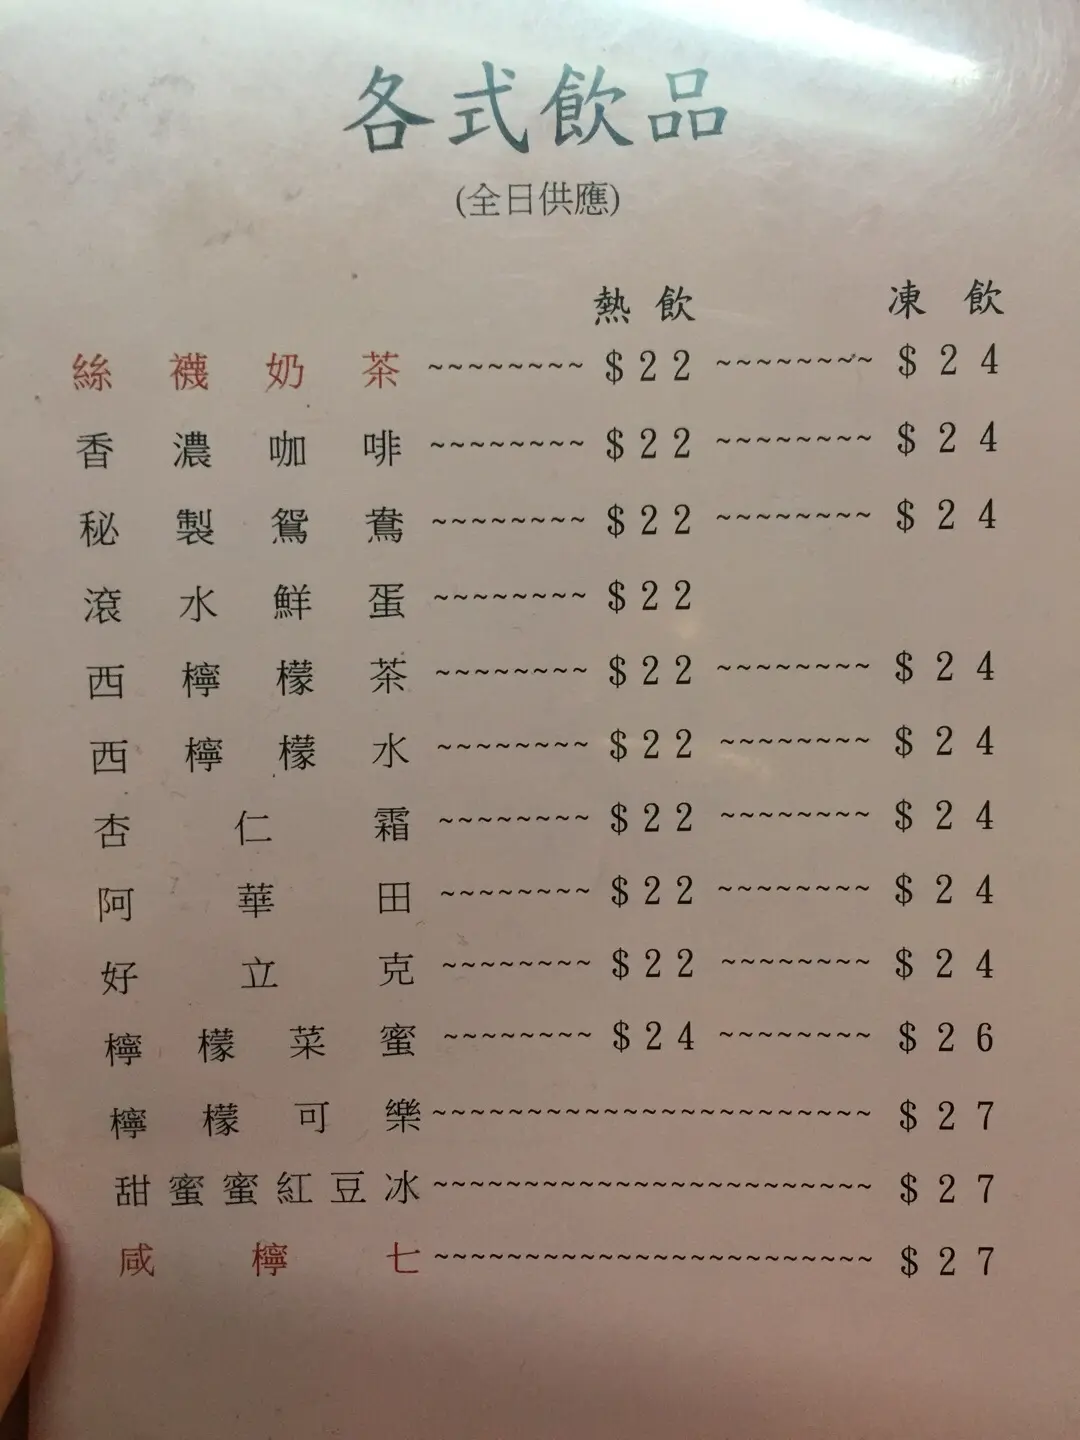 各式飲品
(全日供應)
熱飲 凍飲
絲襪奶茶 ~~~~~~~~ $22 ~~~~~~~~ $24
香濃咖啡 ~~~~~~~~ $22 ~~~~~~~~ $24
秘製鴛鴦 ~~~~~~~~ $22 ~~~~~~~~ $24
滾水鮮蛋 ~~~~~~~~ $22
西檸檬茶 ~~~~~~~~ $22 ~~~~~~~~ $24
西檸檬水 ~~~~~~~~ $22 ~~~~~~~~ $24
杏仁霜 ~~~~~~~~ $22 ~~~~~~~~ $24
阿華田 ~~~~~~~~ $22 ~~~~~~~~ $24
好立克 ~~~~~~~~ $22 ~~~~~~~~ $24
檸檬菜蜜 ~~~~~~~~ $24 ~~~~~~~~ $26
檸檬可樂 ~~~~~~~~~~~~~~~~~~~~~~~ $27
甜蜜蜜紅豆冰 ~~~~~~~~~~~~~~~~~~~~~~~ $27
咸檸七 ~~~~~~~~~~~~~~~~~~~~~~~ $27